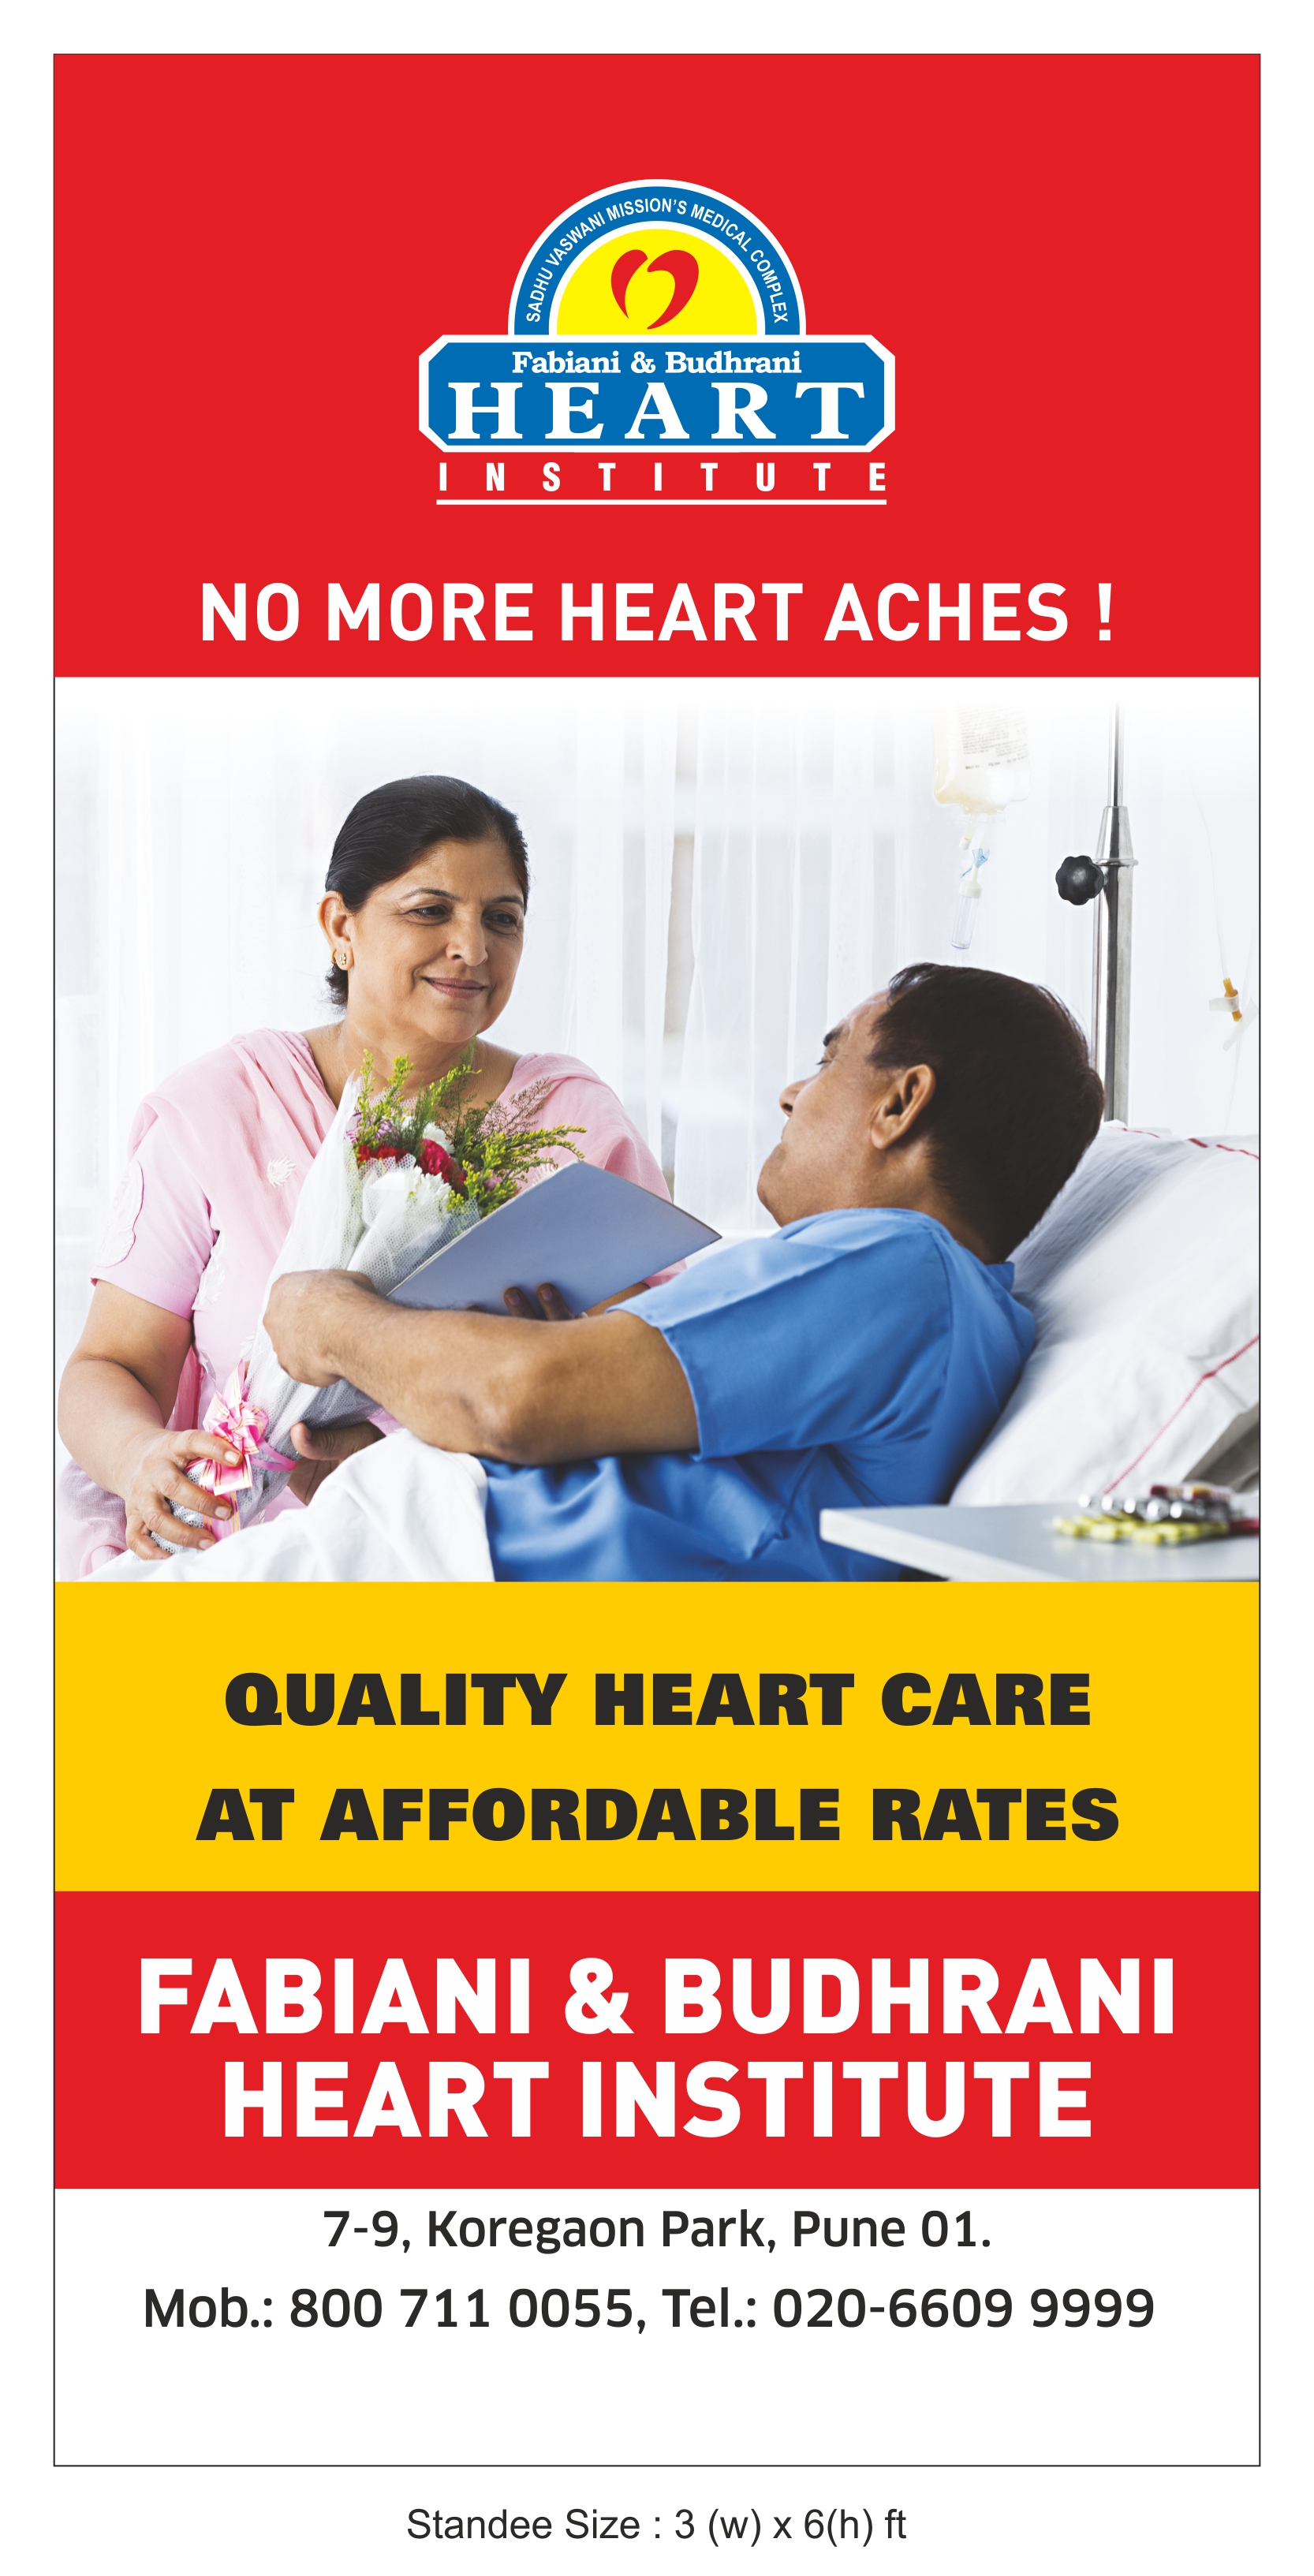 SADHU VASWANI MISSION'S MEDICAL COMPLEX
Fabiani & Budhrani
HEART
INSTITUTE
NO MORE HEART ACHES !
QUALITY HEART CARE
AT AFFORDABLE RATES
FABIANI & BUDHRANI
HEART INSTITUTE
7-9, Koregaon Park, Pune 01.
Mob.: 800 711 0055, Tel.: 020-6609 9999
Standee Size : 3 (w) x 6(h) ft